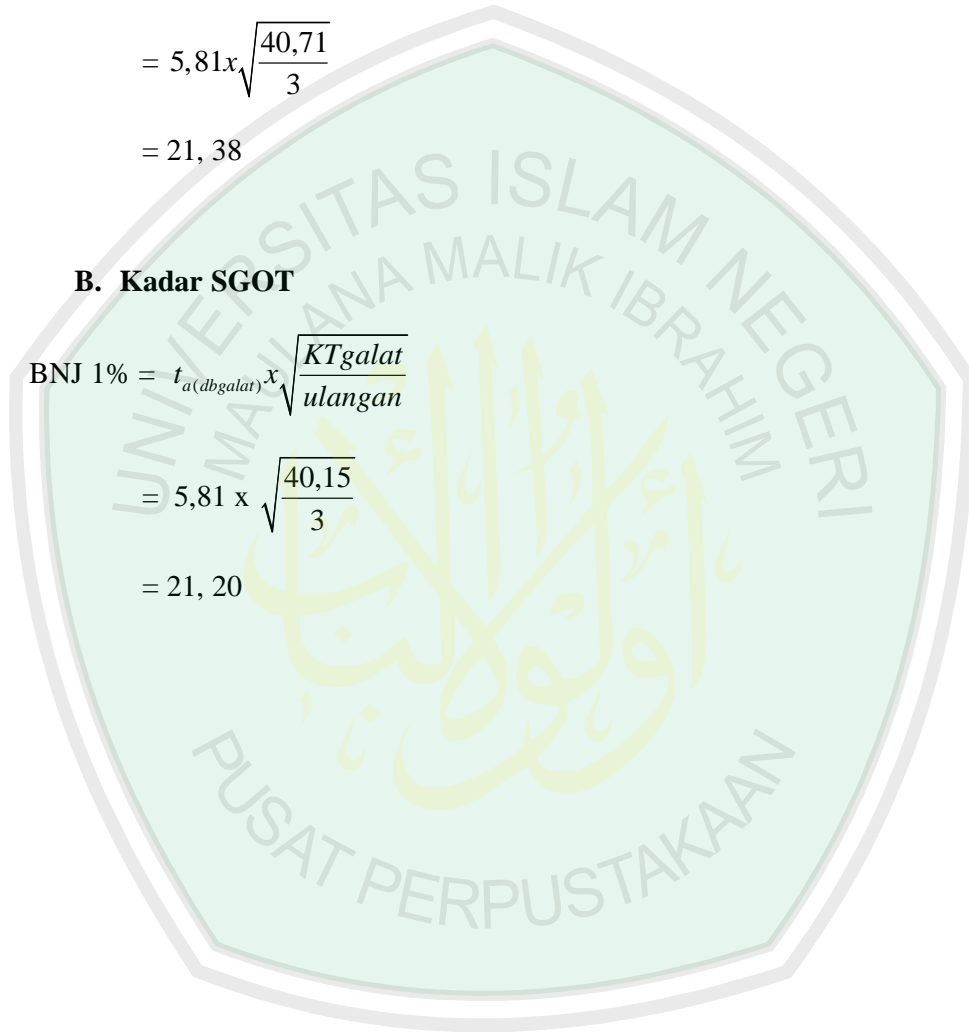 = 5,81x√(40,71/3)
= 21, 38
B. Kadar SGOT
BNJ 1% = t a(dbgalat) x√(KTgalat/ulangan)
= 5,81 x √(40,15/3)
= 21, 20
UNIVERSITAS ISLAM NEGERI
MAULANA MALIK IBRAHIM
PUSAT PERPUSTAKAAN